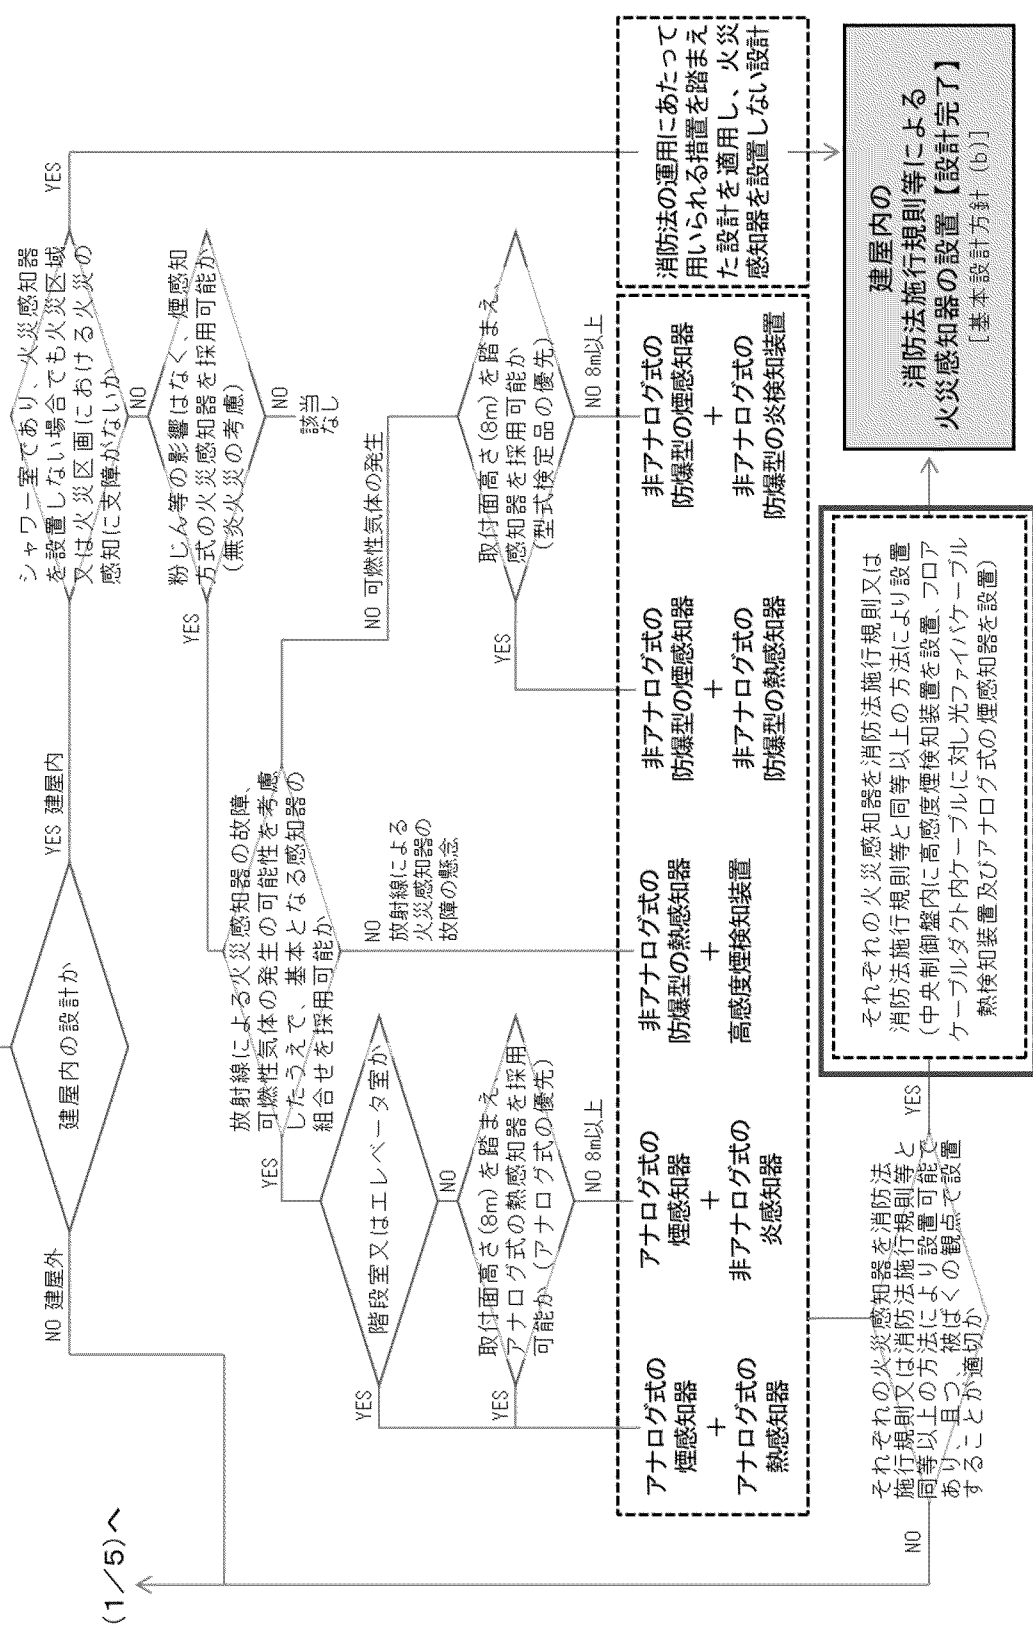 (1/5)へ
建屋内の設計か
NO 建屋外
YES 建屋内
シャワー室であり、火災感知器
を設置しない場合でも火災区域
又は火災区画における火災の
感知に支障がないか
YES
NO
粉じん等の影響はなく、煙感知
方式の火災感知器を採用可能か
(無炎火災の考慮)
YES
NO
該当
なし
放射線による火災感知器の故障、
可燃性気体の発生の可能性を考慮
したうえで、基本となる感知器の
組合せを採用可能か
YES
NO
放射線による
火災感知器の
故障の懸念
NO 可燃性気体の発生
階段室又はエレベータ室か
YES
NO
取付面高さ(8m)を踏まえ、
アナログ式の熱感知器を採用
可能か(アナログ式の優先)
YES
NO 8m以上
取付面高さ(8m)を踏まえ、
感知器を採用可能か
(型式検定品の優先)
YES
NO 8m以上
アナログ式の
煙感知器
+
アナログ式の
熱感知器
アナログ式の
煙感知器
+
非アナログ式の
炎感知器
非アナログ式の
防爆型の熱感知器
+
高感度煙検知装置
非アナログ式の
防爆型の煙感知器
+
非アナログ式の
防爆型の熱感知器
非アナログ式の
防爆型の煙感知器
+
非アナログ式の
防爆型の炎検知装置
消防法の運用にあたって
用いられる措置を踏まえ
た設計を適用し、火災
感知器を設置しない設計
それぞれの火災感知器を消防法
施行規則又は消防法施行規則等と
同等以上の方法により設置可能で
あり、且つ、被ばくの観点で設置
することが適切か
NO
YES
それぞれの火災感知器を消防法施行規則又は
消防法施行規則等と同等以上の方法により設置
(中央制御盤内に高感度煙検知装置を設置、フロア
ケーブルダクト内ケーブルに対し光ファイバケーブル
熱検知装置及びアナログ式の煙感知器を設置)
建屋内の
消防法施行規則等による
火災感知器の設置【設計完了】
[基本設計方針 (b)]